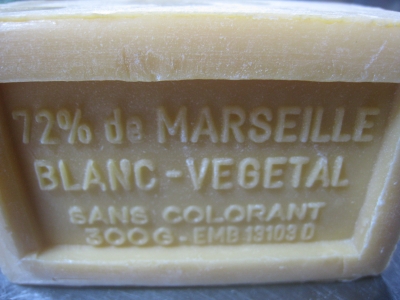 72% de MARSEILLE
BLANC-VEGETAL
SANS COLORANT
300G-EMB 13103 D